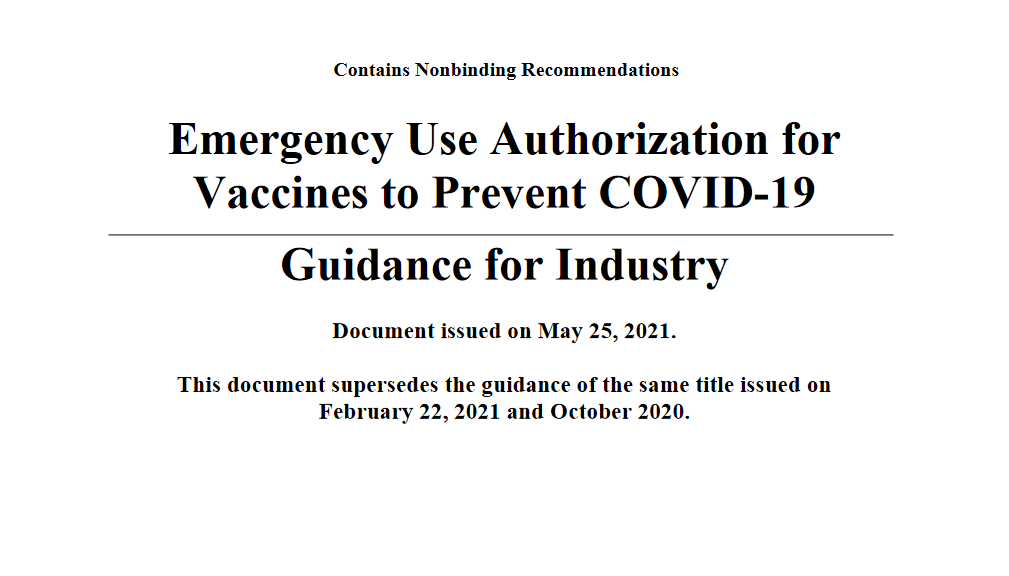 Contains Nonbinding Recommendations
Emergency Use Authorization for
Vaccines to Prevent COVID-19
Guidance for Industry
Document issued on May 25, 2021.
This document supersedes the guidance of the same title issued on
February 22, 2021 and October 2020.